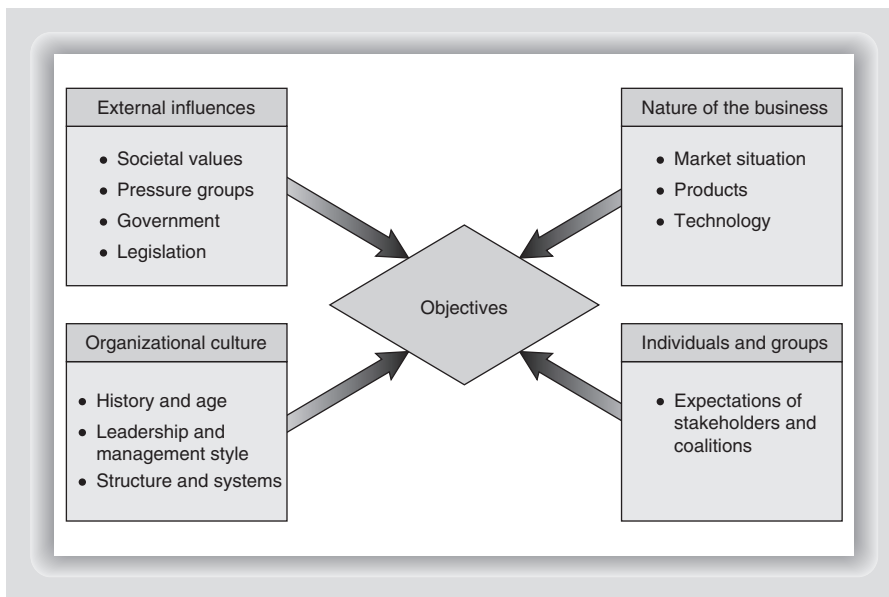 External influences
• Societal values
• Pressure groups
• Government
• Legislation
Nature of the business
• Market situation
• Products
• Technology
Objectives
Organizational culture
• History and age
• Leadership and
management style
• Structure and systems
Individuals and groups
• Expectations of
stakeholders and
coalitions